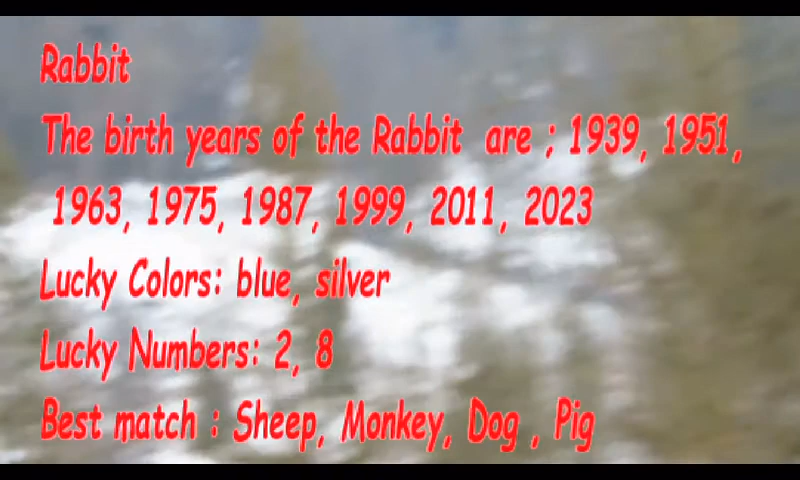 Rabbit
The birth years of the Rabbit are ; 1939, 1951,
1963, 1975, 1987, 1999, 2011, 2023
Lucky Colors: blue, silver
Lucky Numbers: 2, 8
Best match : Sheep, Monkey, Dog , Pig